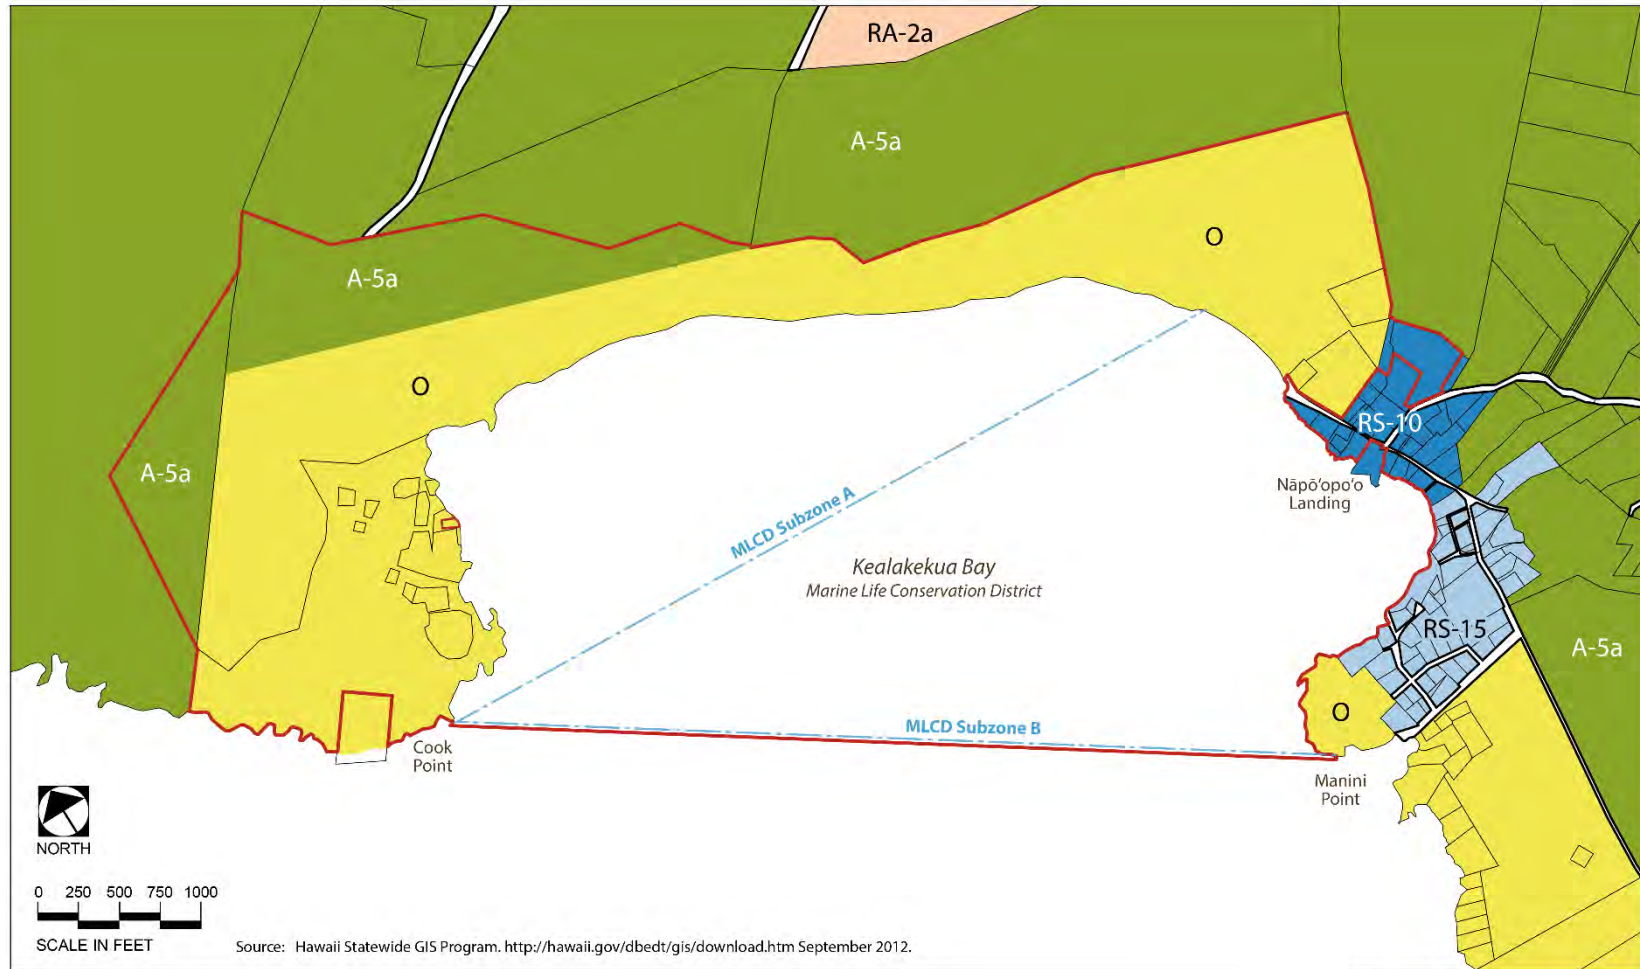 RA-2a
A-5a
O
A-5a
O
A-5a
RS-10
Nāpō‘opo‘o
Landing
MLCD Subzone A
Kealakekua Bay
Marine Life Conservation District
RS-15
A-5a
O
MLCD Subzone B
Cook
Point
Manini
Point
NORTH
0 250 500 750 1000
SCALE IN FEET
Source: Hawaii Statewide GIS Program. http://hawaii.gov/dbedt/gis/download.htm September 2012.